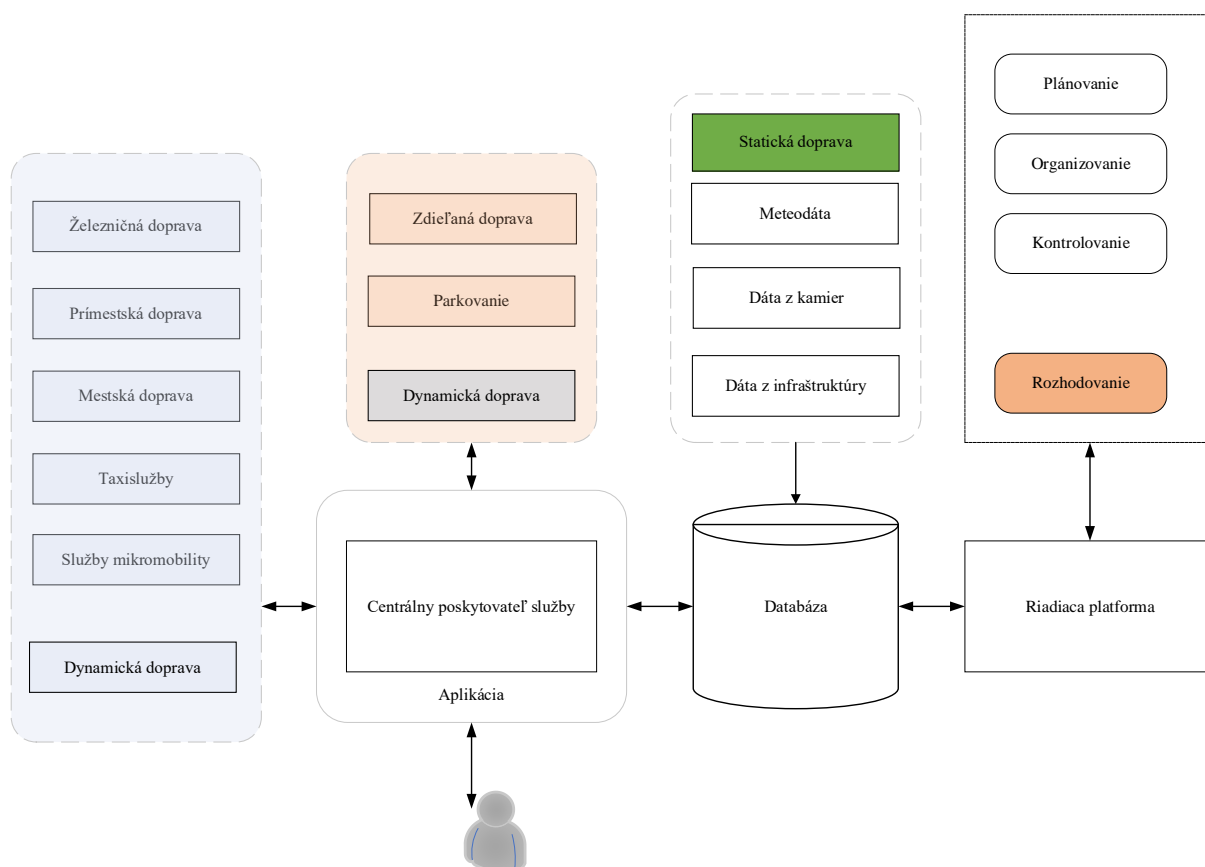 Železničná doprava
Prímestská doprava
Mestská doprava
Taxislužby
Služby mikromobility
Dynamická doprava
Zdieľaná doprava
Parkovanie
Dynamická doprava
Centrálny poskytovateľ služby
Aplikácia
Statická doprava
Meteodáta
Dáta z kamier
Dáta z infraštruktúry
Databáza
Plánovanie
Organizovanie
Kontrolovanie
Rozhodovanie
Riadiaca platforma